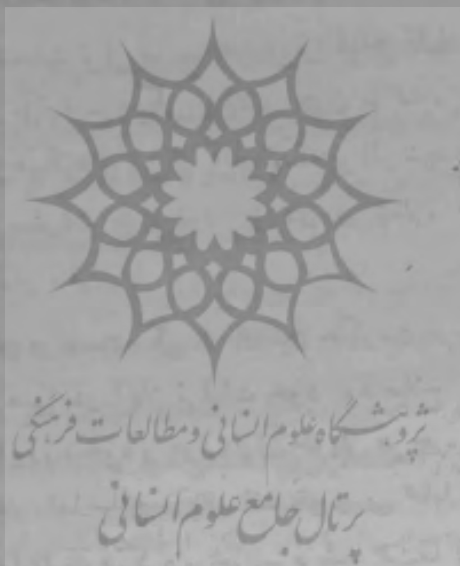 پژوهشگاه علوم انسانی و مطالعات فرهنگی
پرتال جامع علوم انسانی